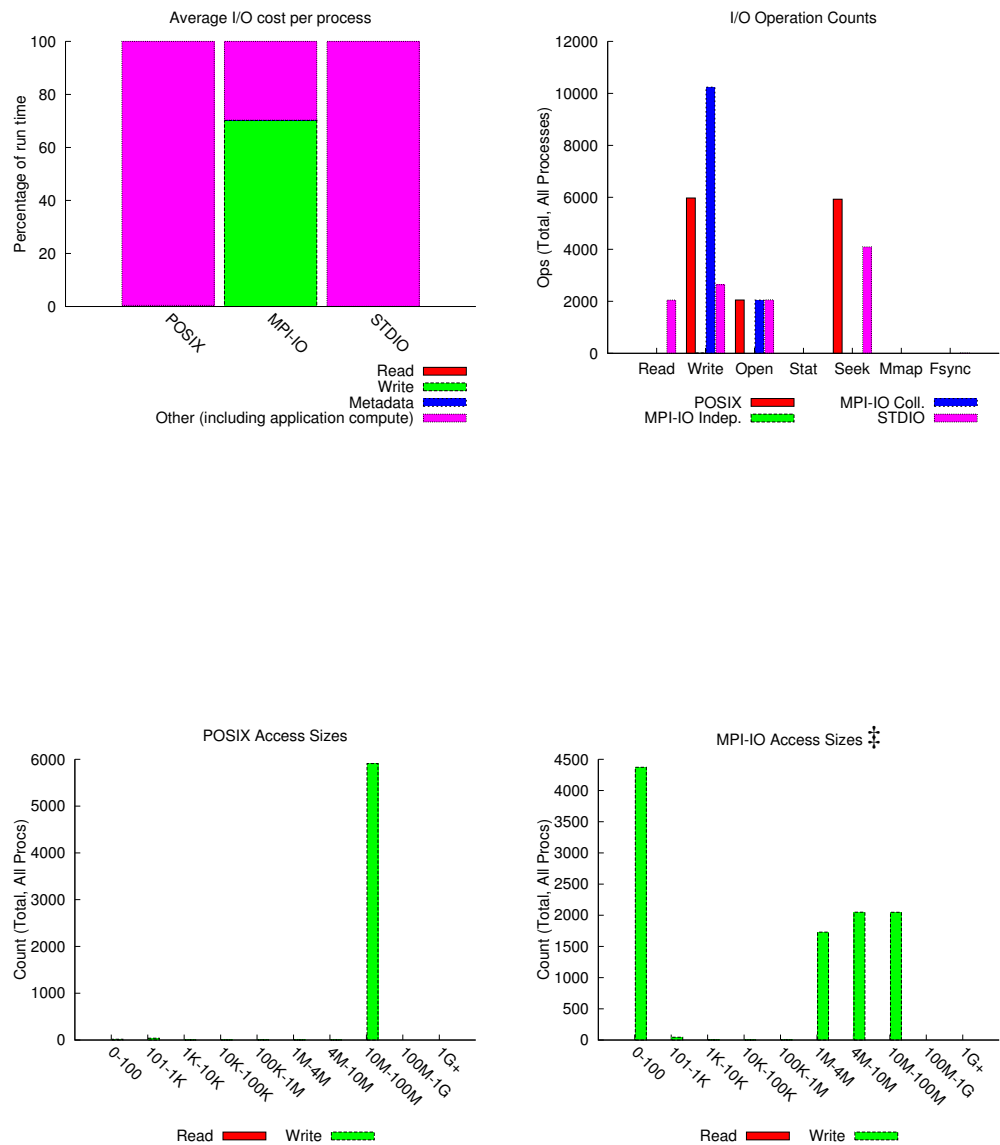 Average I/O cost per process
100
80
60
40
20
0
Percentage of run time
POSIX
MPI-IO
STDIO
Read
Write
Metadata
Other (including application compute)
I/O Operation Counts
12000
10000
8000
6000
4000
2000
0
Ops (Total, All Processes)
Read Write Open Stat Seek Mmap Fsync
POSIX
MPI-IO Indep.
MPI-IO Coll.
STDIO
POSIX Access Sizes
6000
5000
4000
3000
2000
1000
0
Count (Total, All Procs)
0-100
101-1K
1K-10K
10K-100K
100K-1M
1M-4M
4M-10M
10M-100M
100M-1G
1G+
Read Write
MPI-IO Access Sizes ‡
4500
4000
3500
3000
2500
2000
1500
1000
500
0
Count (Total, All Procs)
0-100
101-1K
1K-10K
10K-100K
100K-1M
1M-4M
4M-10M
10M-100M
100M-1G
1G+
Read Write